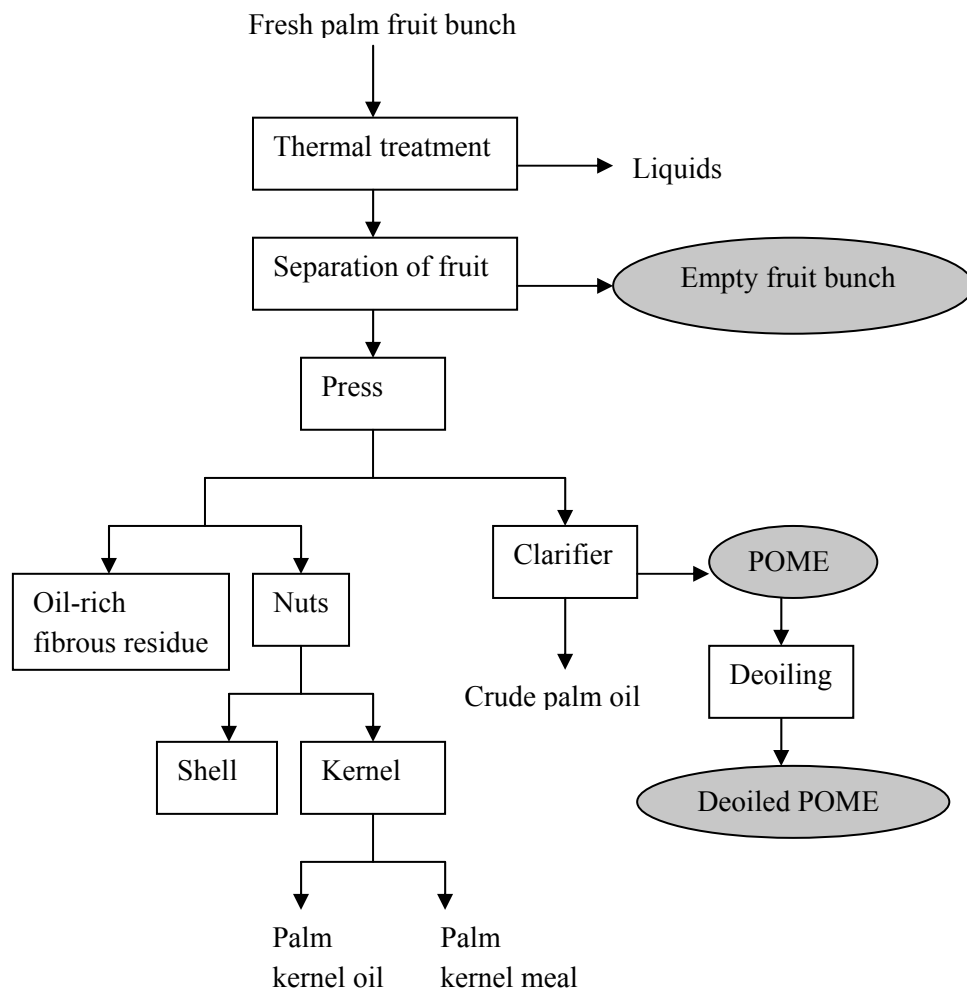 Fresh palm fruit bunch
Thermal treatment
Liquids
Separation of fruit
Empty fruit bunch
Press
Clarifier
POME
Oil-rich
fibrous residue
Nuts
Deoiling
Crude palm oil
Shell
Kernel
Deoiled POME
Palm
kernel oil
Palm
kernel meal